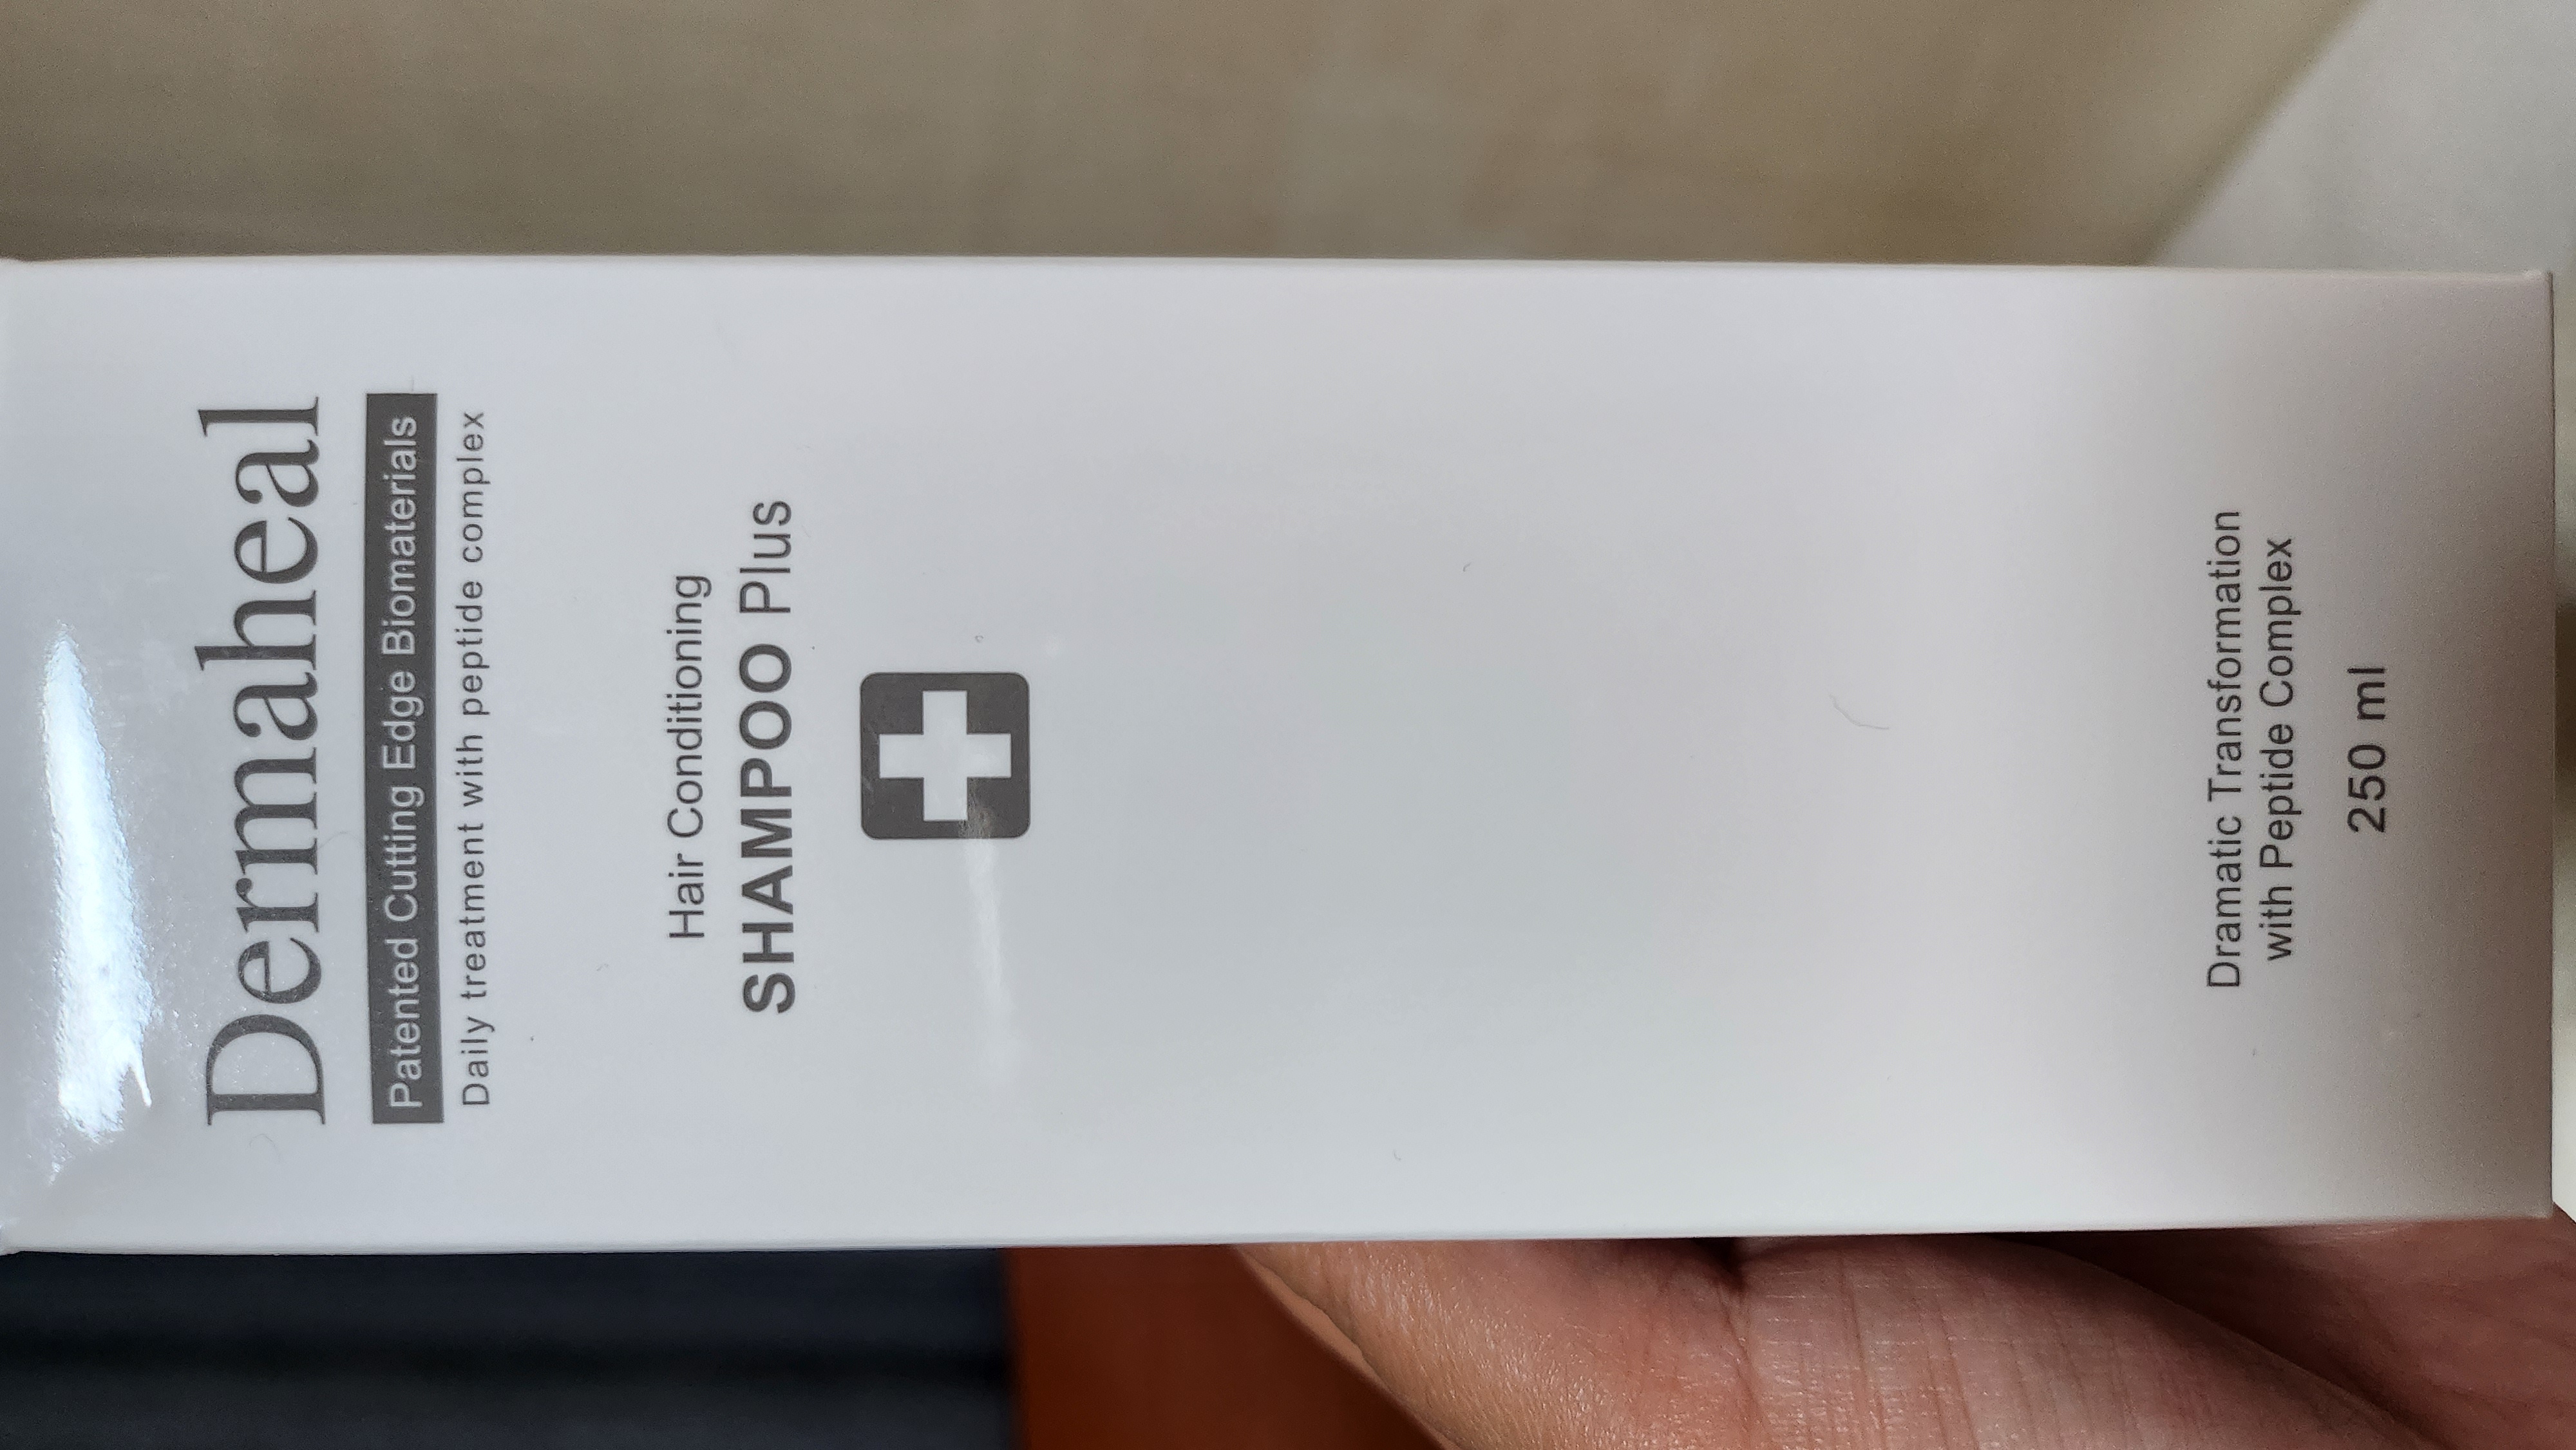 Dermaheal
Patented Cutting Edge Biomaterials
Daily treatment with peptide complex
Hair Conditioning
SHAMPOO Plus
Dramatic Transformation
with Peptide Complex
250 ml